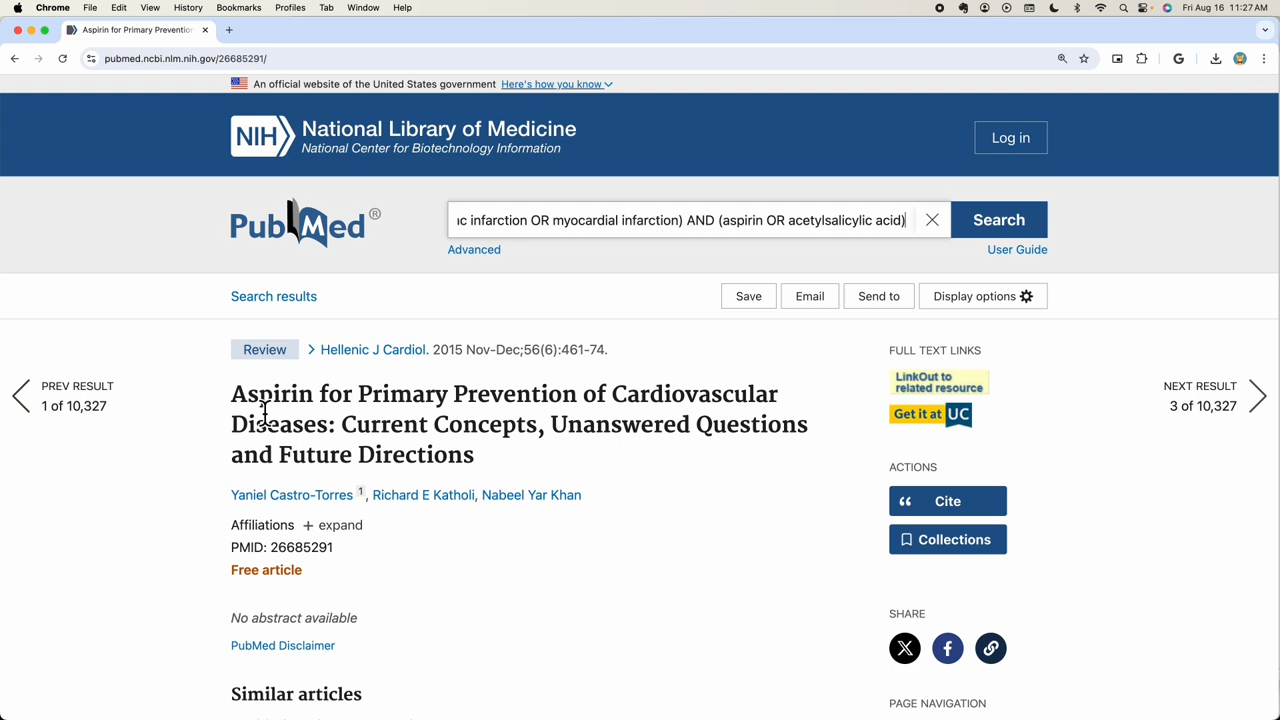 Chrome File Edit View History Bookmarks Profiles Tab Window Help Fri Aug 16 11:27 AM
Aspirin for Primary Preventio
pubmed.ncbi.nlm.nih.gov/26685291/
An official website of the United States government Here's how you know
NIH National Library of Medicine
National Center for Biotechnology Information
Log in
PubMed®
infarction OR myocardial infarction) AND (aspirin OR acetylsalicylic acid)
Search
Advanced
User Guide
Search results
Save Email Send to Display options
Review Hellenic J Cardiol. 2015 Nov-Dec;56(6):461-74.
Aspirin for Primary Prevention of Cardiovascular
Diseases: Current Concepts, Unanswered Questions
and Future Directions
Yaniel Castro-Torres 1, Richard E Katholi, Nabeel Yar Khan
Affiliations + expand
PMID: 26685291
Free article
No abstract available
PubMed Disclaimer
Similar articles
PREV RESULT
1 of 10,327
NEXT RESULT
3 of 10,327
FULL TEXT LINKS
LinkOut to
related resource
Get it at UC
ACTIONS
Cite
Collections
SHARE
PAGE NAVIGATION